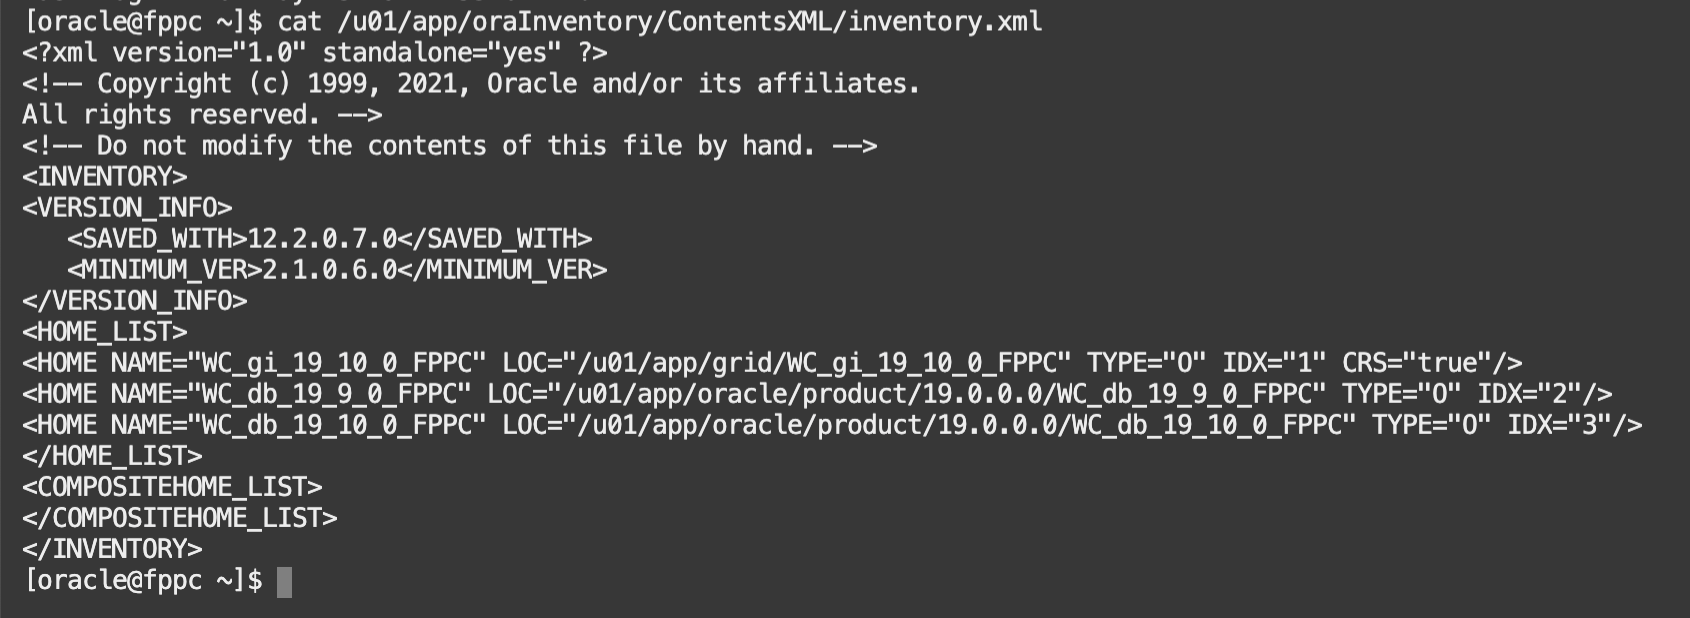 [oracle@fppc ~]$ cat /u01/app/oraInventory/ContentsXML/inventory.xml
<?xml version="1.0" standalone="yes" ?>
<!-- Copyright (c) 1999, 2021, Oracle and/or its affiliates.
All rights reserved. -->
<!-- Do not modify the contents of this file by hand. -->
<INVENTORY>
<VERSION_INFO>
   <SAVED_WITH>12.2.0.7.0</SAVED_WITH>
   <MINIMUM_VER>2.1.0.6.0</MINIMUM_VER>
</VERSION_INFO>
<HOME_LIST>
<HOME NAME="WC_gi_19_10_0_FPPC" LOC="/u01/app/grid/WC_gi_19_10_0_FPPC" TYPE="O" IDX="1" CRS="true"/>
<HOME NAME="WC_db_19_9_0_FPPC" LOC="/u01/app/oracle/product/19.0.0.0/WC_db_19_9_0_FPPC" TYPE="O" IDX="2"/>
<HOME NAME="WC_db_19_10_0_FPPC" LOC="/u01/app/oracle/product/19.0.0.0/WC_db_19_10_0_FPPC" TYPE="O" IDX="3"/>
</HOME_LIST>
<COMPOSITEHOME_LIST>
</COMPOSITEHOME_LIST>
</INVENTORY>
[oracle@fppc ~]$